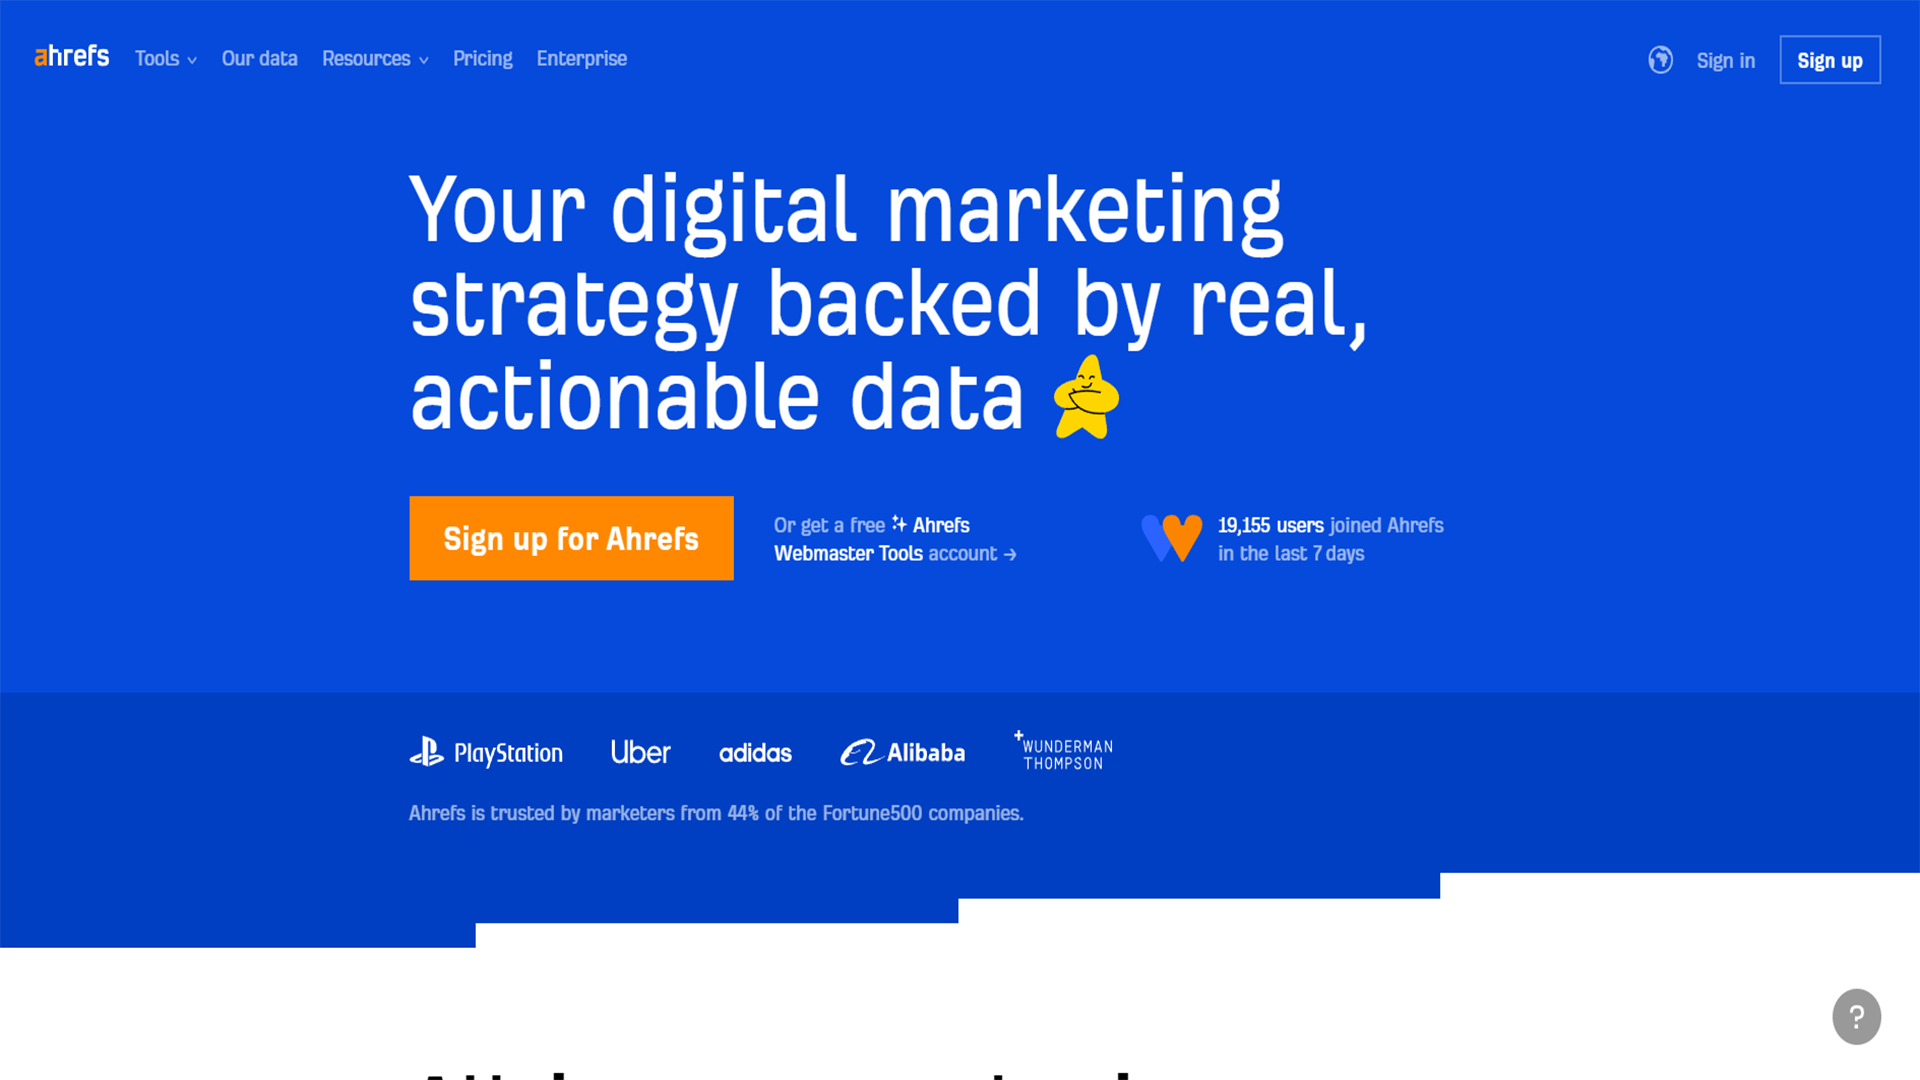 ahrefs Tools Our data Resources Pricing Enterprise Sign in Sign up
Your digital marketing
strategy backed by real,
actionable data
Sign up for Ahrefs
Or get a free Ahrefs
Webmaster Tools account →
19,155 users joined Ahrefs
in the last 7 days
PlayStation Uber adidas Alibaba
WUNDERMAN
THOMPSON
Ahrefs is trusted by marketers from 44% of the Fortune500 companies.
?